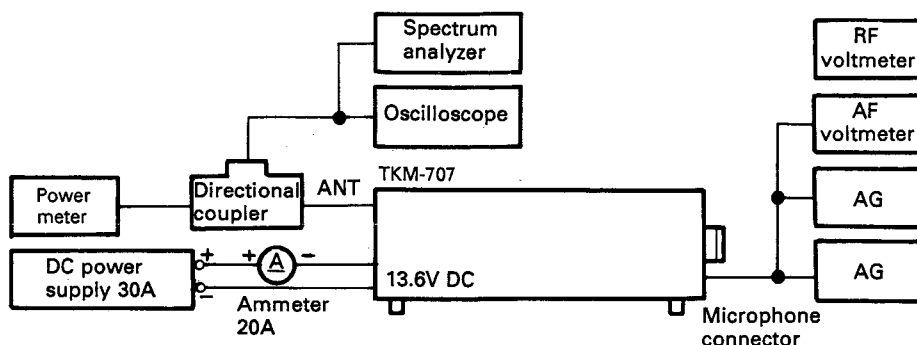 Spectrum
analyzer
RF
voltmeter
Oscilloscope
AF
voltmeter
TKM-707
Power
meter
Directional
coupler
ANT
AG
DC power
supply 30A
+
−
+
A
−
13.6V DC
AG
Ammeter
20A
Microphone
connector